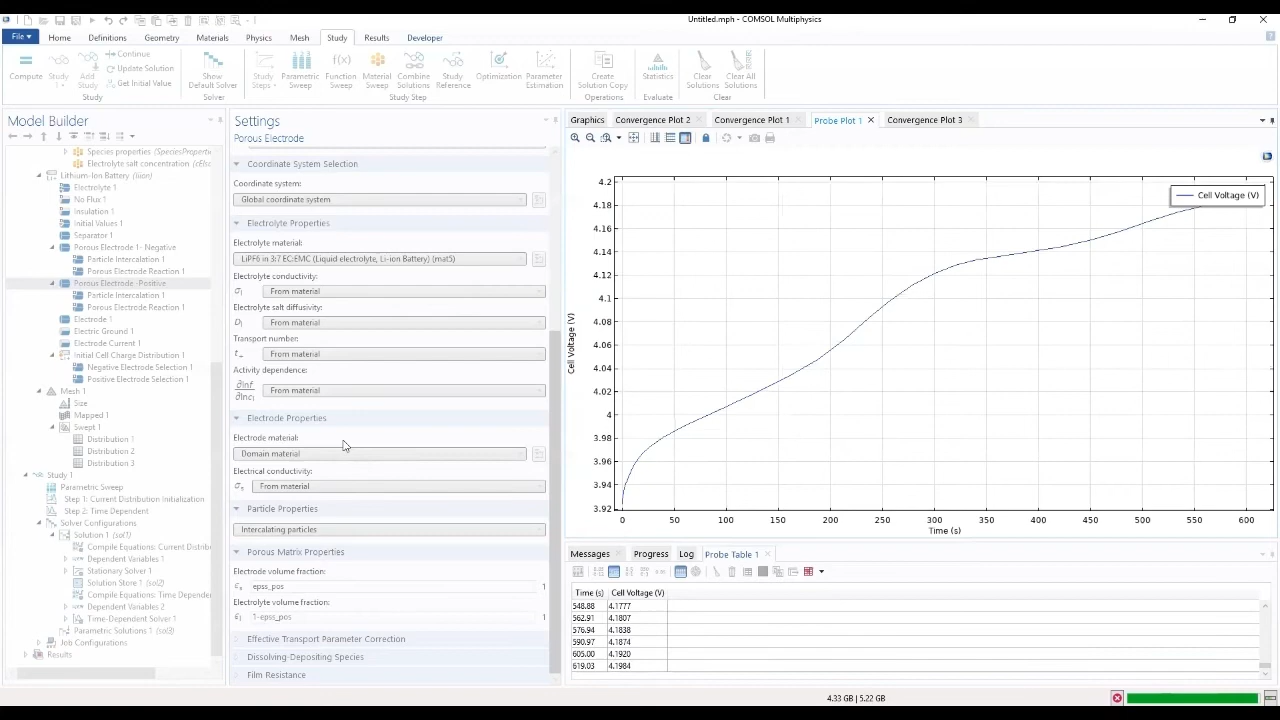 Untitled.mph - COMSOL Multiphysics
File Home Definitions Geometry Materials Physics Mesh Study Results Developer
Compute
Study
Add Study
Continue
Update Solution
Get Initial Value
Study
Show Default Solver
Solver
Study Steps
Parametric Sweep
Function Sweep
Material Sweep
Combine Solutions
Study Reference
Optimization
Parameter Estimation
Study Step
Create Solution Copy
Operations
Statistics
Evaluate
Clear Solutions
Clear All Solutions
Clear
Model Builder
Species properties (SpeciesProperti
Electrolyte salt concentration (cElsc
Lithium-Ion Battery (liion)
Electrolyte 1
No Flux 1
Insulation 1
Initial Values 1
Separator 1
Porous Electrode 1- Negative
Particle Intercalation 1
Porous Electrode Reaction 1
Porous Electrode -Positive
Particle Intercalation 1
Porous Electrode Reaction 1
Electrode 1
Electric Ground 1
Electrode Current 1
Initial Cell Charge Distribution 1
Negative Electrode Selection 1
Positive Electrode Selection 1
Mesh 1
Size
Mapped 1
Swept 1
Distribution 1
Distribution 2
Distribution 3
Study 1
Parametric Sweep
Step 1: Current Distribution Initialization
Step 2: Time Dependent
Solver Configurations
Solution 1 (sol1)
Compile Equations: Current Distrib
Dependent Variables 1
Stationary Solver 1
Solution Store 1 (sol2)
Compile Equations: Time Depender
Dependent Variables 2
Time-Dependent Solver 1
Parametric Solutions 1 (sol3)
Job Configurations
Results
Settings
Porous Electrode
Coordinate System Selection
Coordinate system:
Global coordinate system
Electrolyte Properties
Electrolyte material:
LiPF6 in 3:7 EC:EMC (Liquid electrolyte, Li-ion Battery) (mat5)
Electrolyte conductivity:
σl From material
Electrolyte salt diffusivity:
Dl From material
Transport number:
t+ From material
Activity dependence:
∂lnf
∂lncl
From material
Electrode Properties
Electrode material:
Domain material
Electrical conductivity:
σs From material
Particle Properties
Intercalating particles
Porous Matrix Properties
Electrode volume fraction:
εs epss_pos 1
Electrolyte volume fraction:
εl 1-epss_pos 1
Effective Transport Parameter Correction
Dissolving-Depositing Species
Film Resistance
Graphics Convergence Plot 2 Convergence Plot 1 Probe Plot 1 Convergence Plot 3
Cell Voltage (V)
4.2
4.18
4.16
4.14
4.12
4.1
4.08
4.06
4.04
4.02
4
3.98
3.96
3.94
3.92
Cell Voltage (V)
0 50 100 150 200 250 300 350 400 450 500 550 600
Time (s)
Messages Progress Log Probe Table 1
Time (s) Cell Voltage (V)
548.88 4.1777
562.91 4.1807
576.94 4.1838
590.97 4.1874
605.00 4.1920
619.03 4.1984
4.33 GB | 5.22 GB